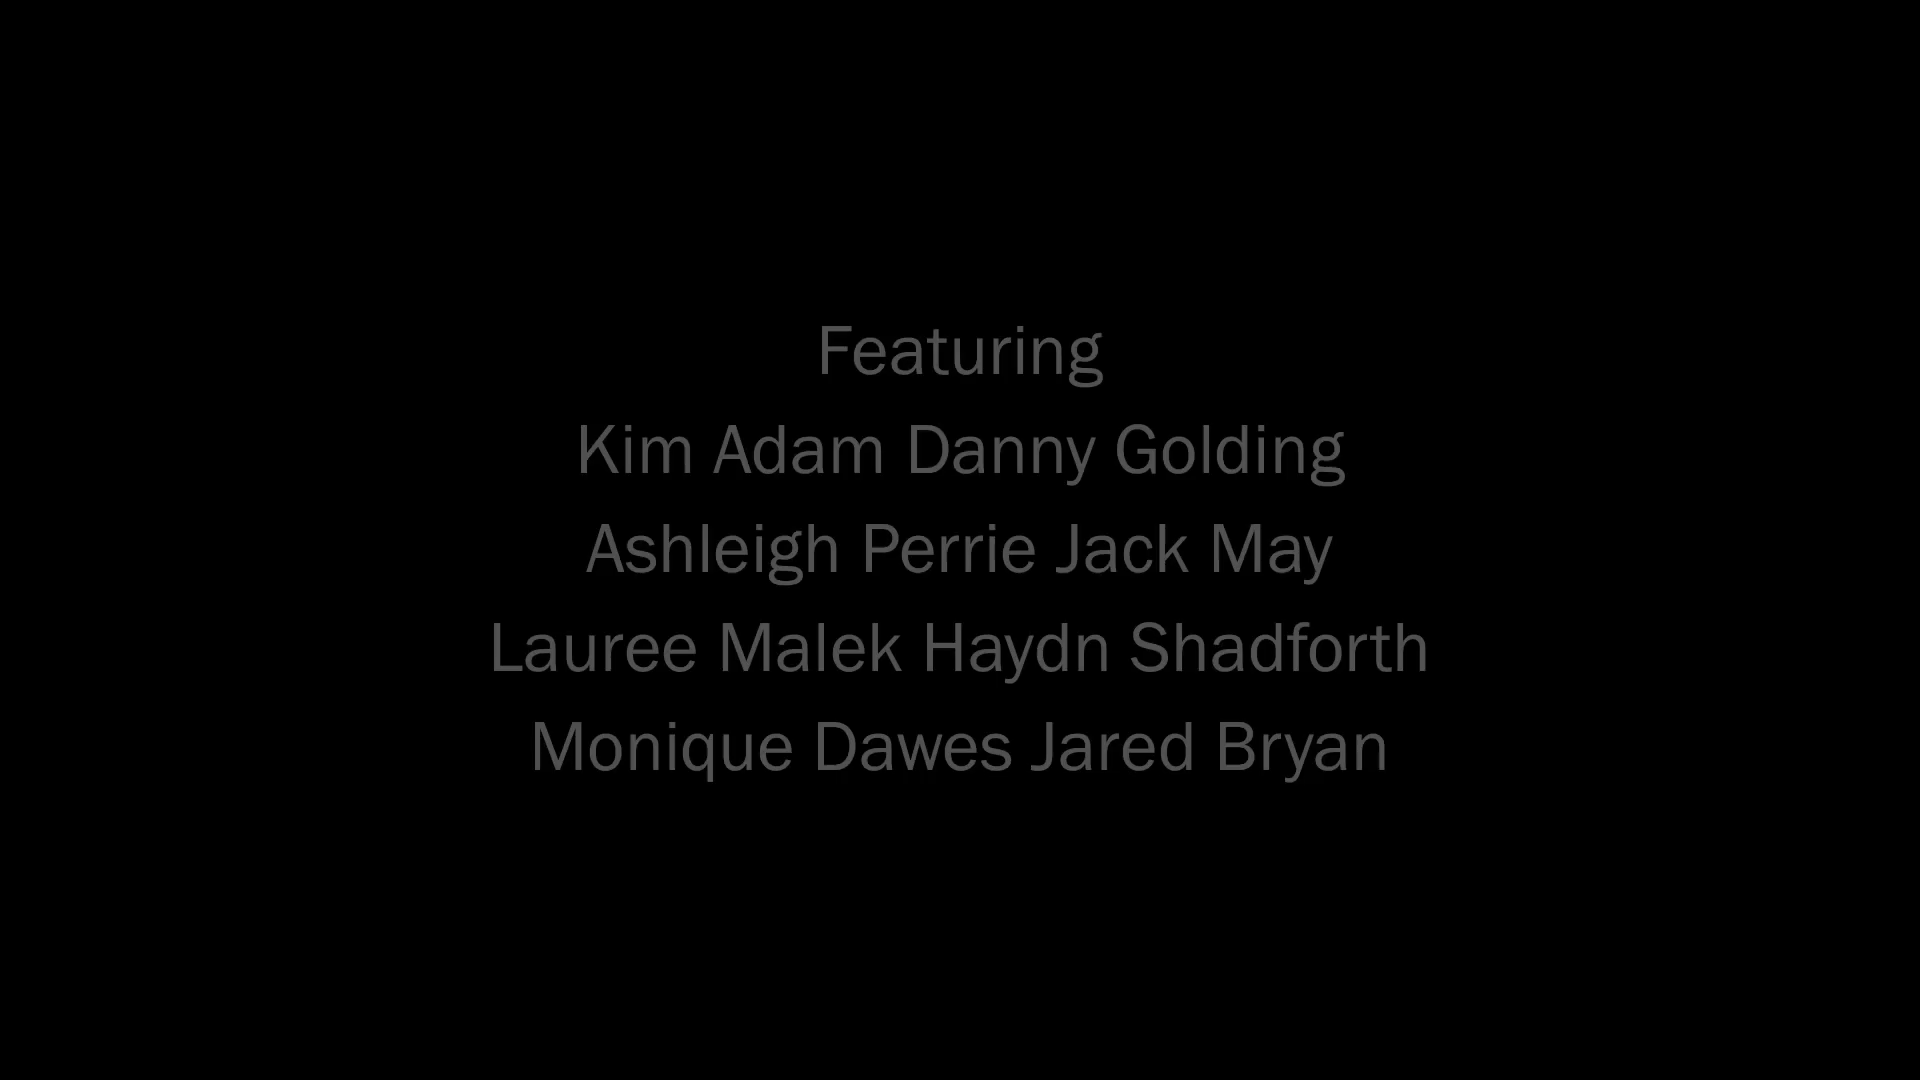 Featuring
Kim Adam Danny Golding
Ashleigh Perrie Jack May
Lauree Malek Haydn Shadforth
Monique Dawes Jared Bryan